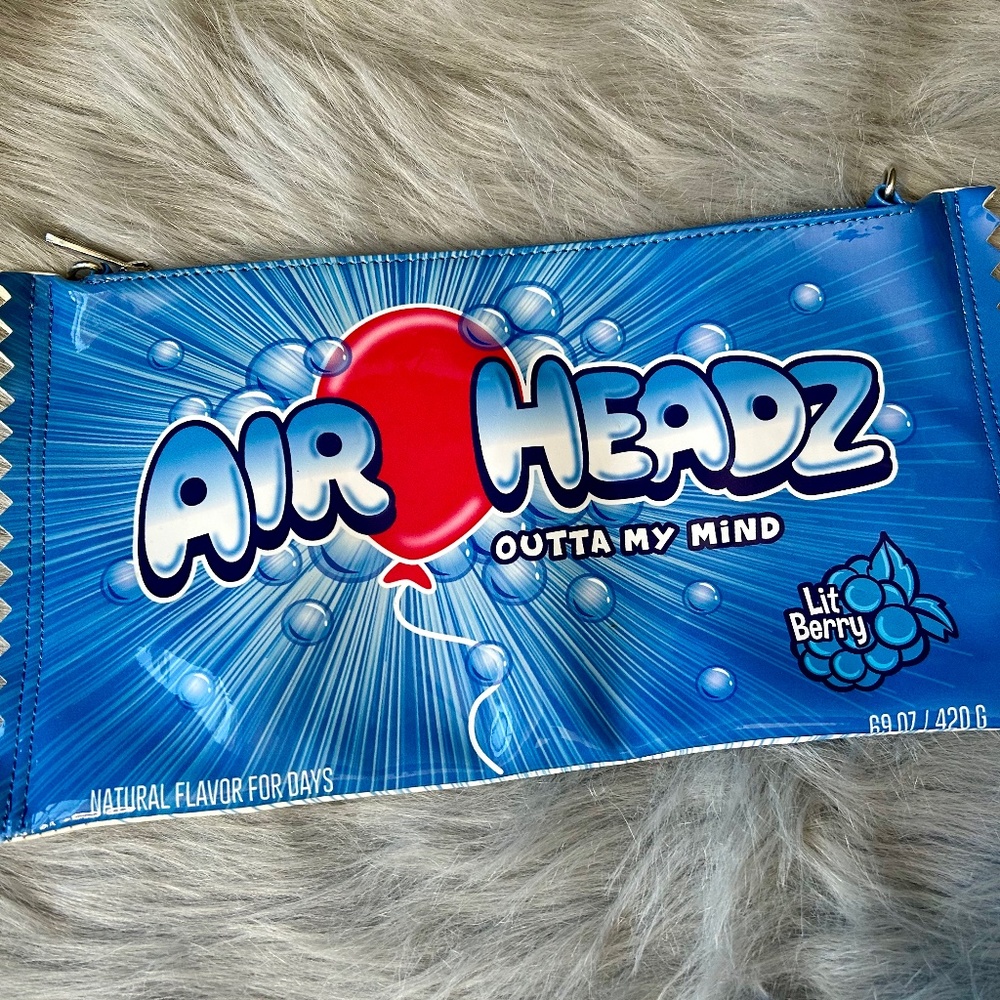 AIR HEADZ
OUTTA MY MiND
Lit
Berry
69 OZ / 420 G
NATURAL FLAVOR FOR DAYS